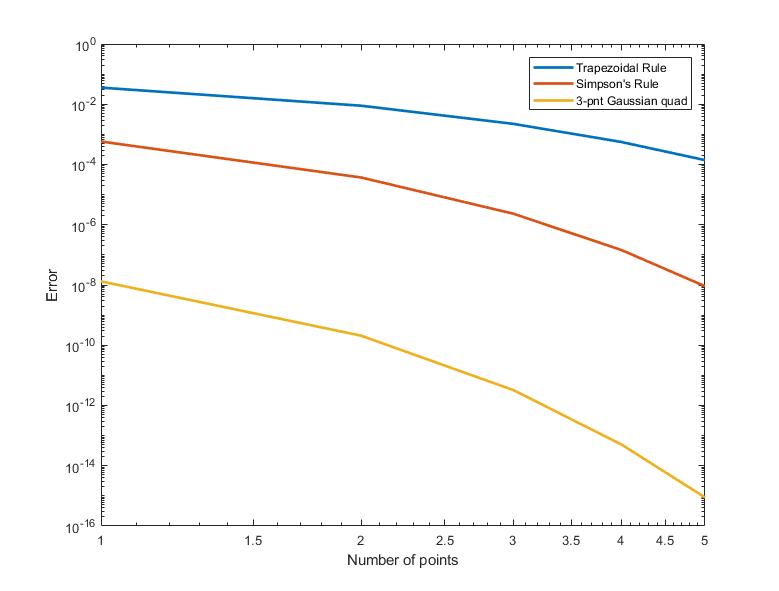 10^0
10^-2
10^-4
10^-6
10^-8
10^-10
10^-12
10^-14
10^-16
Error
Trapezoidal Rule
Simpson's Rule
3-pnt Gaussian quad
1 1.5 2 2.5 3 3.5 4 4.5 5
Number of points